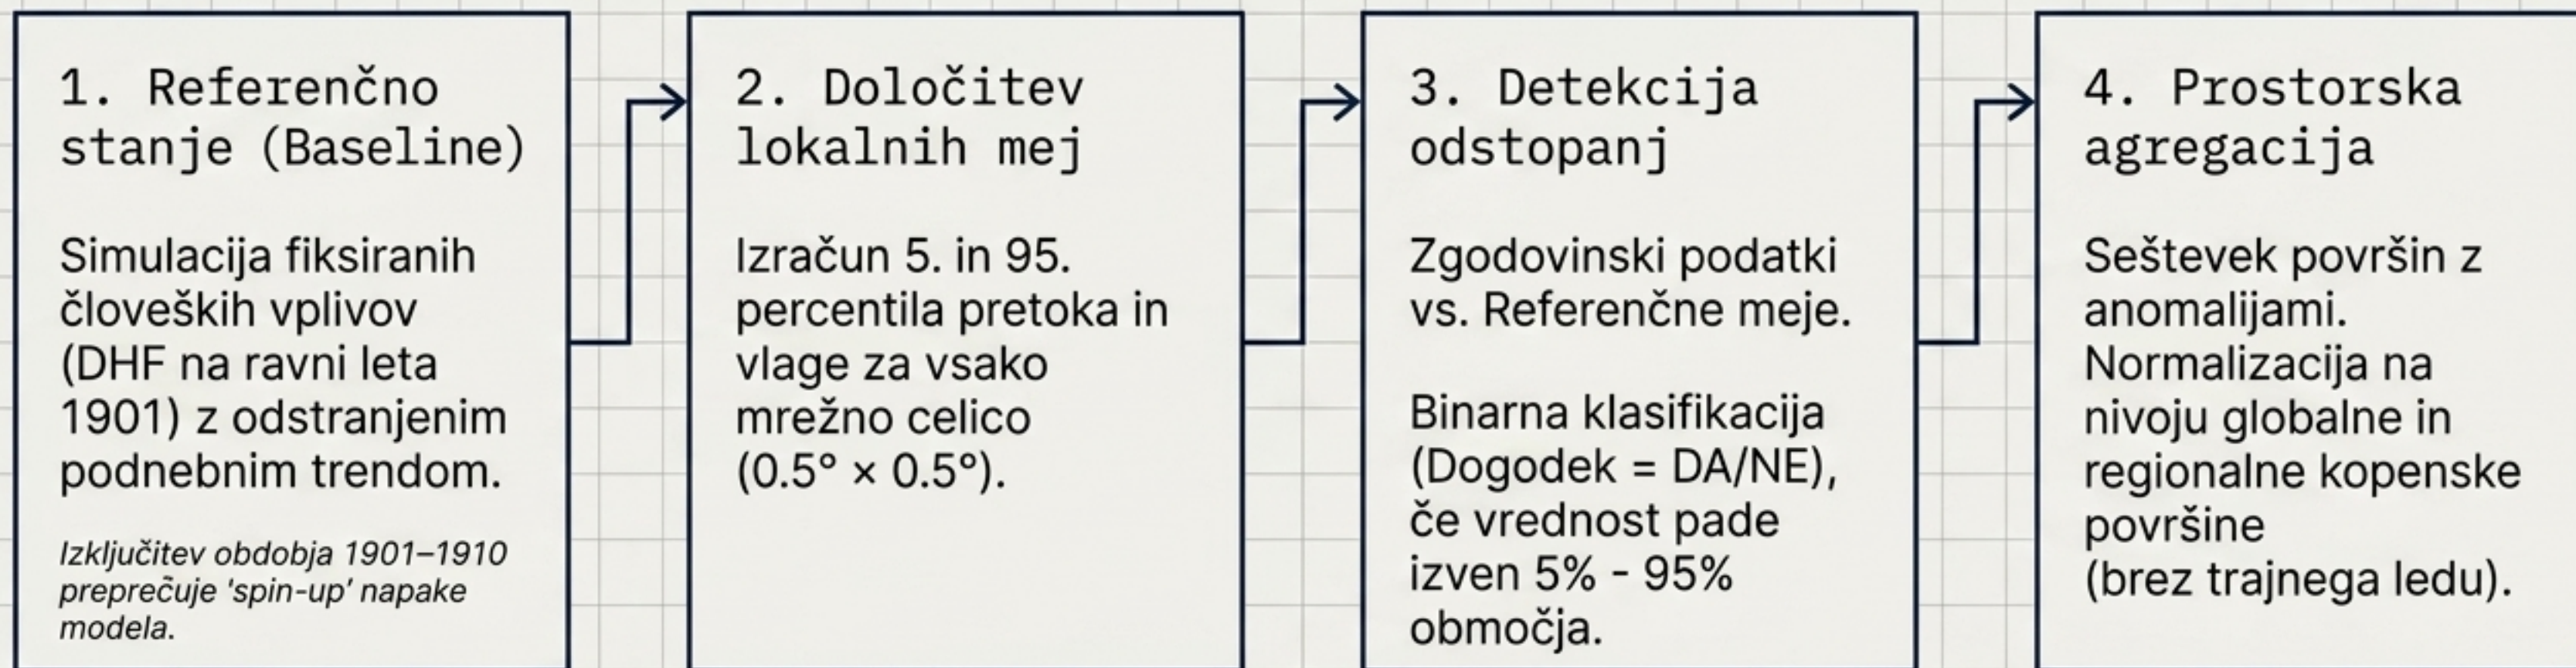 1. Referenčno
stanje (Baseline)
Simulacija fiksiranih
človeških vplivov
(DHF na ravni leta
1901) z odstranjenim
podnebnim trendom.
Izključitev obdobja 1901–1910
preprečuje 'spin-up' napake
modela.
2. Določitev
lokalnih mej
Izračun 5. in 95.
percentila pretoka in
vlage za vsako
mrežno celico
(0.5° × 0.5°).
3. Detekcija
odstopanj
Zgodovinski podatki
vs. Referenčne meje.
Binarna klasifikacija
(Dogodek = DA/NE),
če vrednost pade
izven 5% - 95%
območja.
4. Prostorska
agregacija
Seštevek površin z
anomalijami.
Normalizacija na
nivoju globalne in
regionalne kopenske
površine
(brez trajnega ledu).